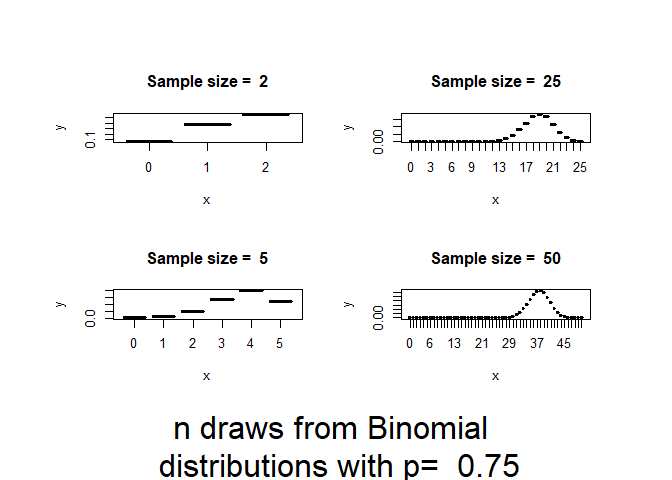 Sample size =  2
y
0.1
0 1 2
x
Sample size =  25
y
0.00
0 3 6 9 13 17 21 25
x
Sample size =  5
y
0.0
0 1 2 3 4 5
x
Sample size =  50
y
0.00
0 6 13 21 29 37 45
x
n draws from Binomial
distributions with p=  0.75